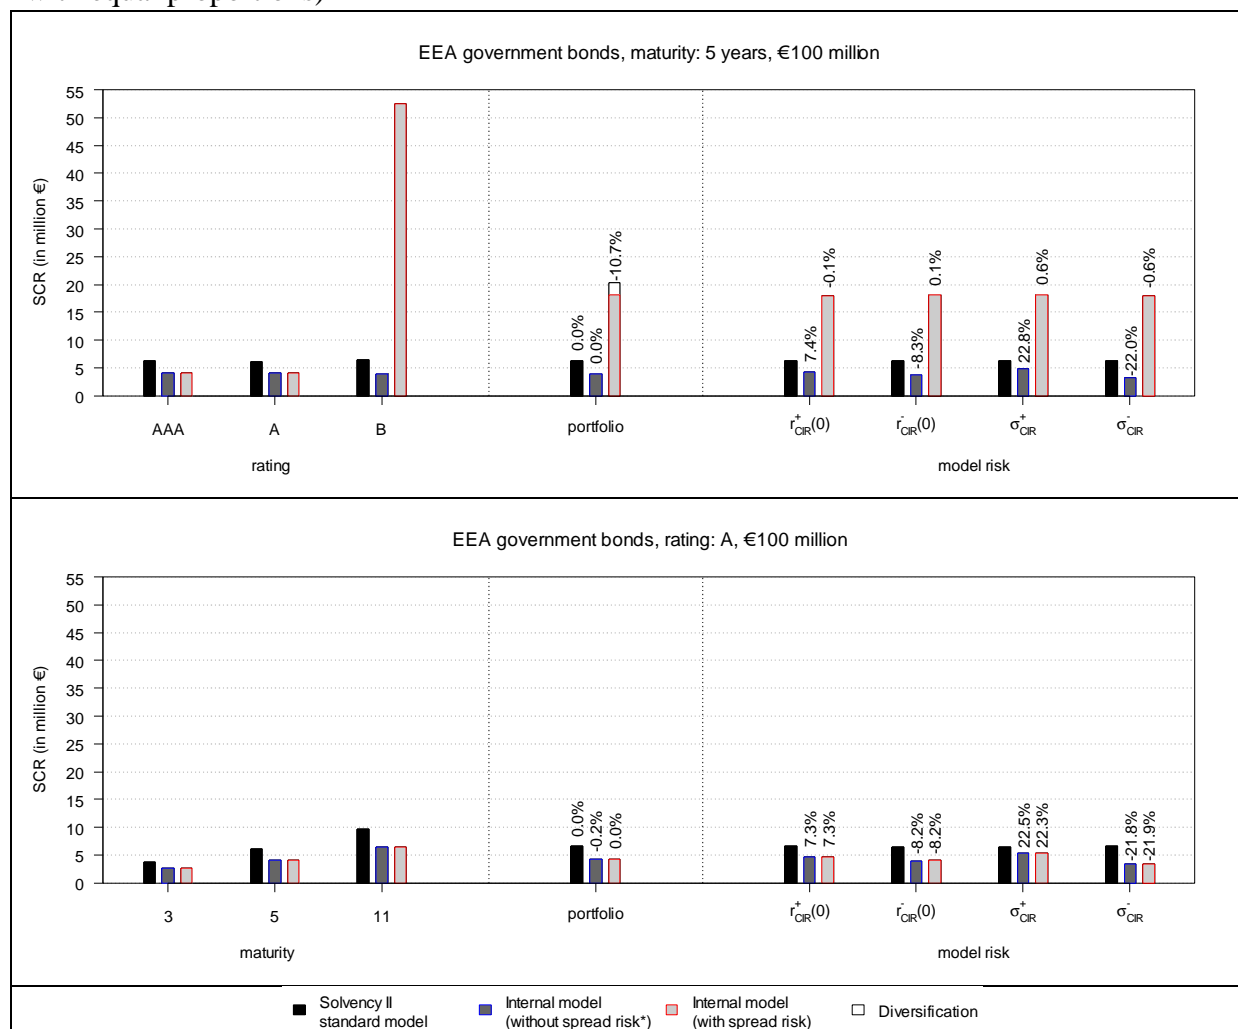 with equal proportions)
EEA government bonds, maturity: 5 years, €100 million
SCR (in million €)
55
50
45
40
35
30
25
20
15
10
5
0
0.0%
0.0%
-10.7%
7.4%
-0.1%
-8.3%
0.1%
22.8%
0.6%
-22.0%
-0.6%
AAA A B portfolio r⁺CIR(0) r⁻CIR(0) σ⁺CIR σ⁻CIR
rating model risk
EEA government bonds, rating: A, €100 million
SCR (in million €)
55
50
45
40
35
30
25
20
15
10
5
0
0.0%
-0.2%
0.0%
7.3%
7.3%
-8.2%
-8.2%
22.5%
22.3%
-21.8%
-21.9%
3 5 11 portfolio r⁺CIR(0) r⁻CIR(0) σ⁺CIR σ⁻CIR
maturity model risk
Solvency II
standard model
Internal model
(without spread risk*)
Internal model
(with spread risk)
Diversification